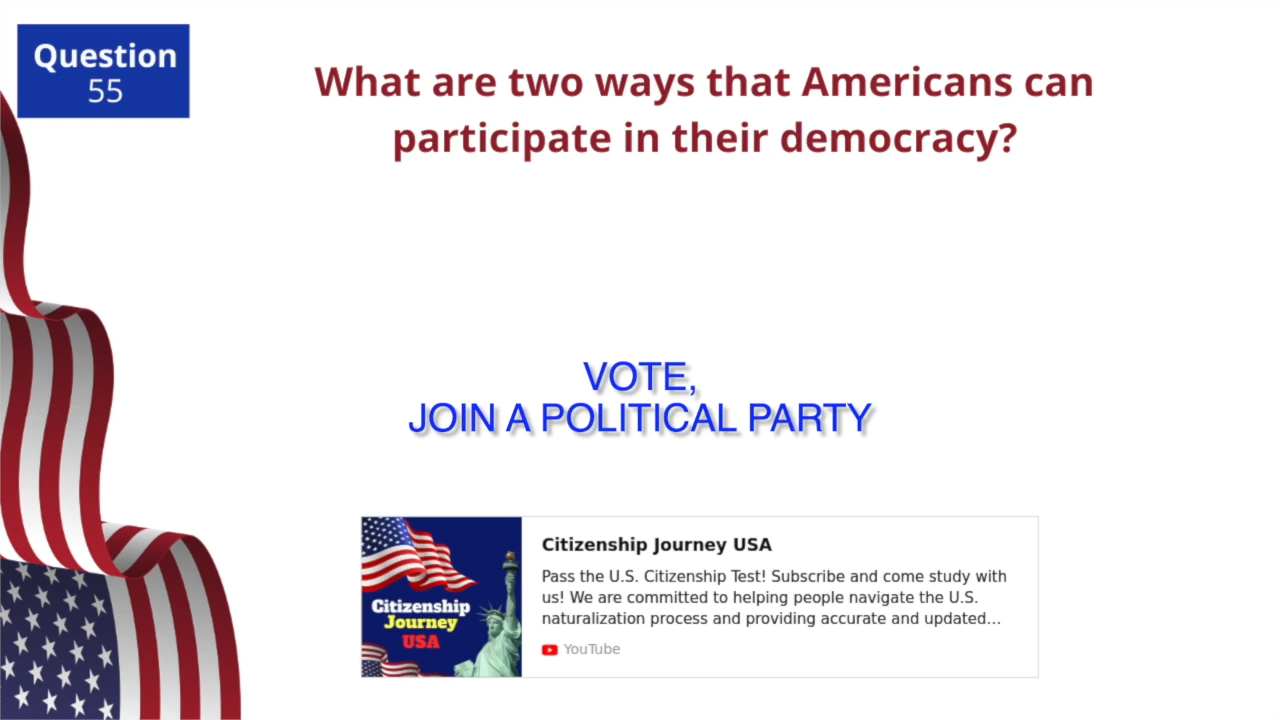 Question
55
What are two ways that Americans can
participate in their democracy?
VOTE,
JOIN A POLITICAL PARTY
Citizenship Journey USA
Pass the U.S. Citizenship Test! Subscribe and come study with
us! We are committed to helping people navigate the U.S.
naturalization process and providing accurate and updated...
YouTube
Citizenship
Journey
USA